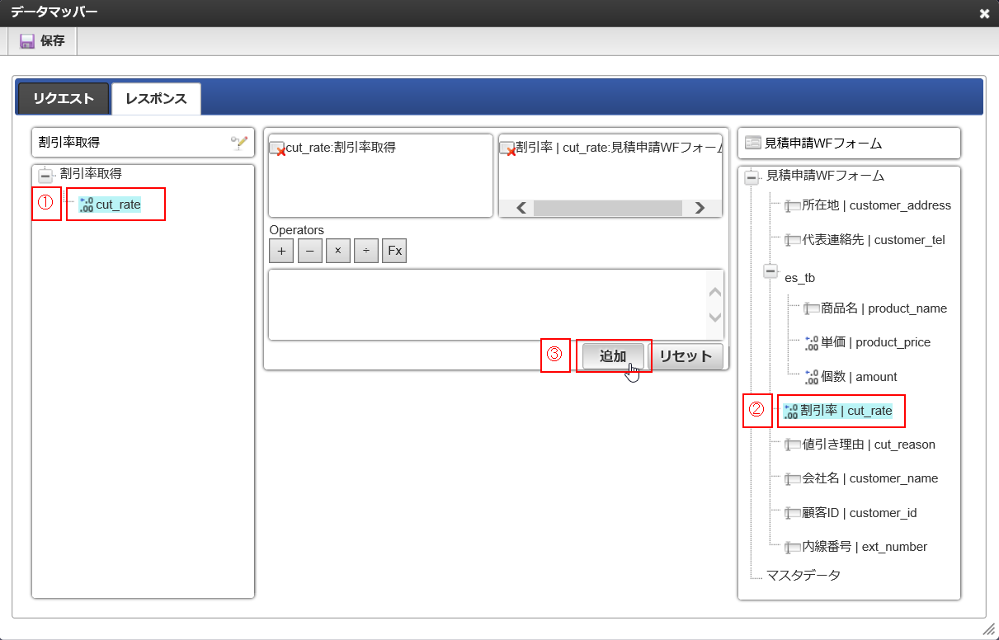 データマッパー
保存
リクエスト
レスポンス
割引率取得
割引率取得
① cut_rate
cut_rate:割引率取得
割引率 | cut_rate:見積申請WFフォーム
Operators
+ − × ÷ Fx
③ 追加 リセット
見積申請WFフォーム
見積申請WFフォーム
所在地 | customer_address
代表連絡先 | customer_tel
es_tb
商品名 | product_name
単価 | product_price
個数 | amount
② 割引率 | cut_rate
値引き理由 | cut_reason
会社名 | customer_name
顧客ID | customer_id
内線番号 | ext_number
マスタデータ